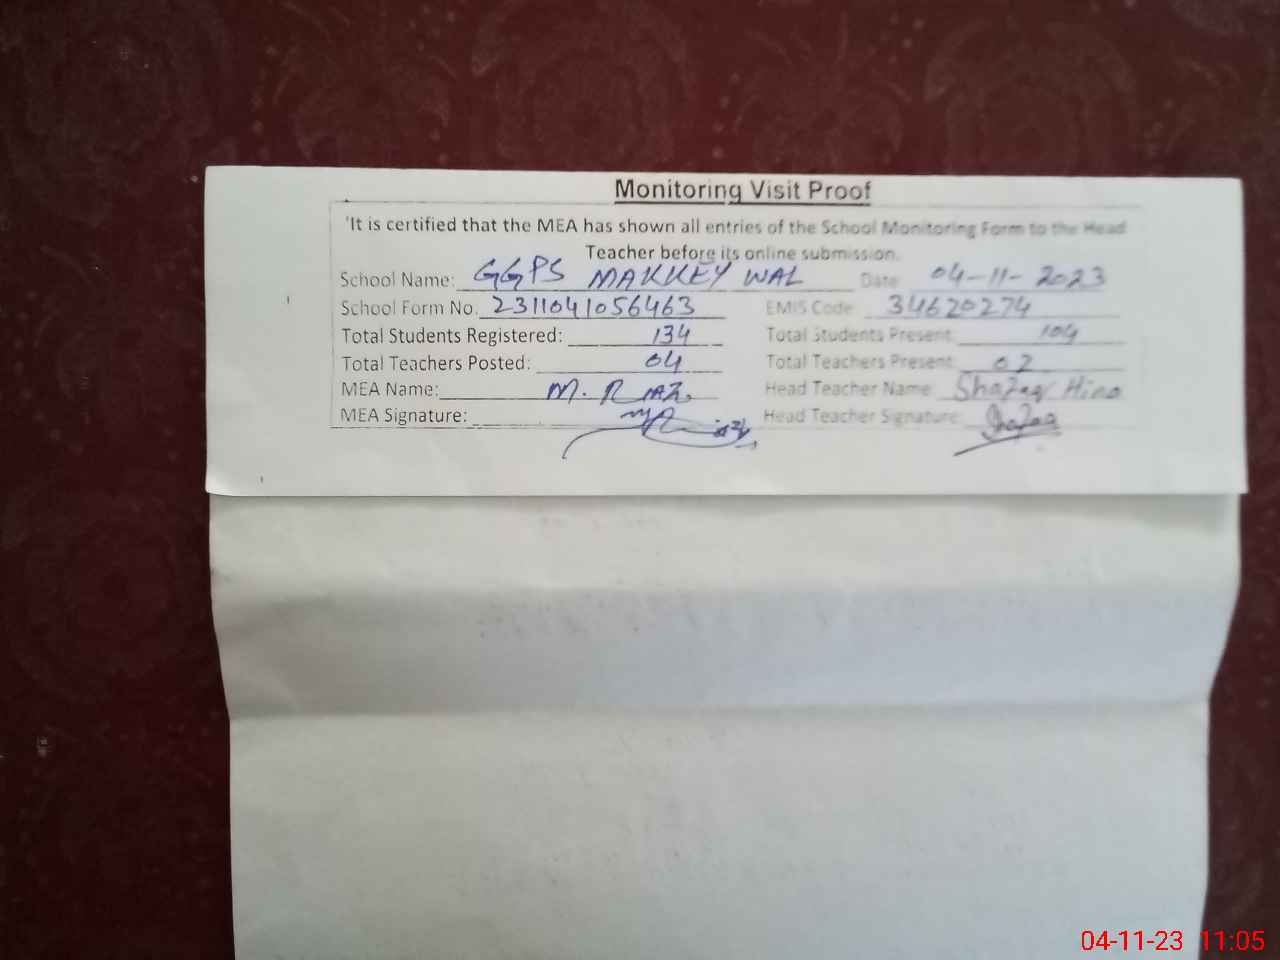 Monitoring Visit Proof
'It is certified that the MEA has shown all entries of the School Monitoring Form to the Head
Teacher before its online submission.
School Name: GGPS MAKKEY WAL Date: 04-11-2023
School Form No. 2311041056463 EMIS Code: 34620274
Total Students Registered: 134 Total Students Present: 104
Total Teachers Posted: 04 Total Teachers Present: 02
MEA Name: M. Riaz Head Teacher Name: Hina
MEA Signature: Head Teacher Signature:
04-11-23 11:05